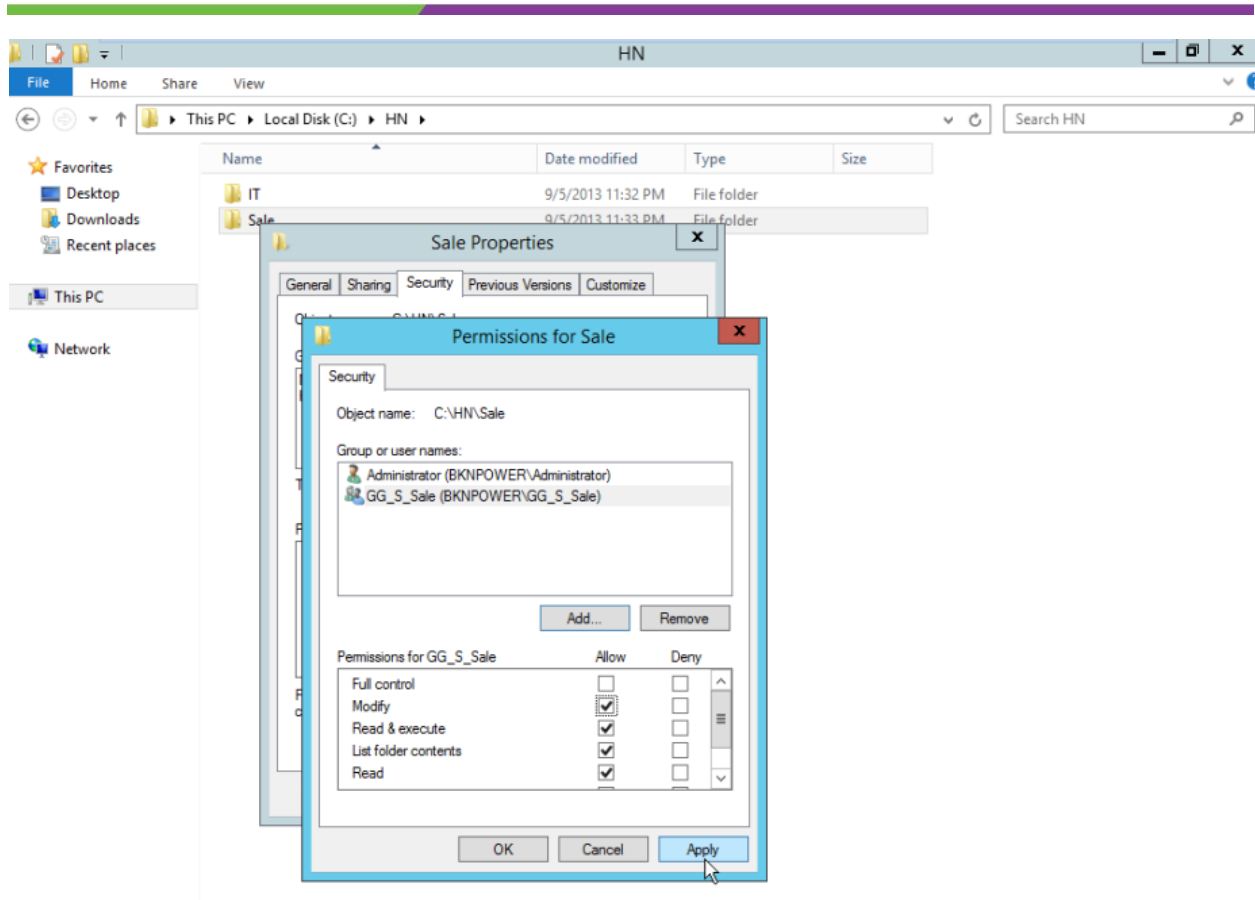 HN
File Home Share View
This PC Local Disk (C:) HN
Search HN
Favorites
Desktop
Downloads
Recent places
This PC
Network
Name Date modified Type Size
IT 9/5/2013 11:32 PM File folder
Sale 9/5/2013 11:33 PM File folder
Sale Properties
General Sharing Security Previous Versions Customize
Permissions for Sale
Security
Object name: C:\HN\Sale
Group or user names:
Administrator (BKNPOWER\Administrator)
GG_S_Sale (BKNPOWER\GG_S_Sale)
Add... Remove
Permissions for GG_S_Sale Allow Deny
Full control
Modify
Read & execute
List folder contents
Read
OK Cancel Apply